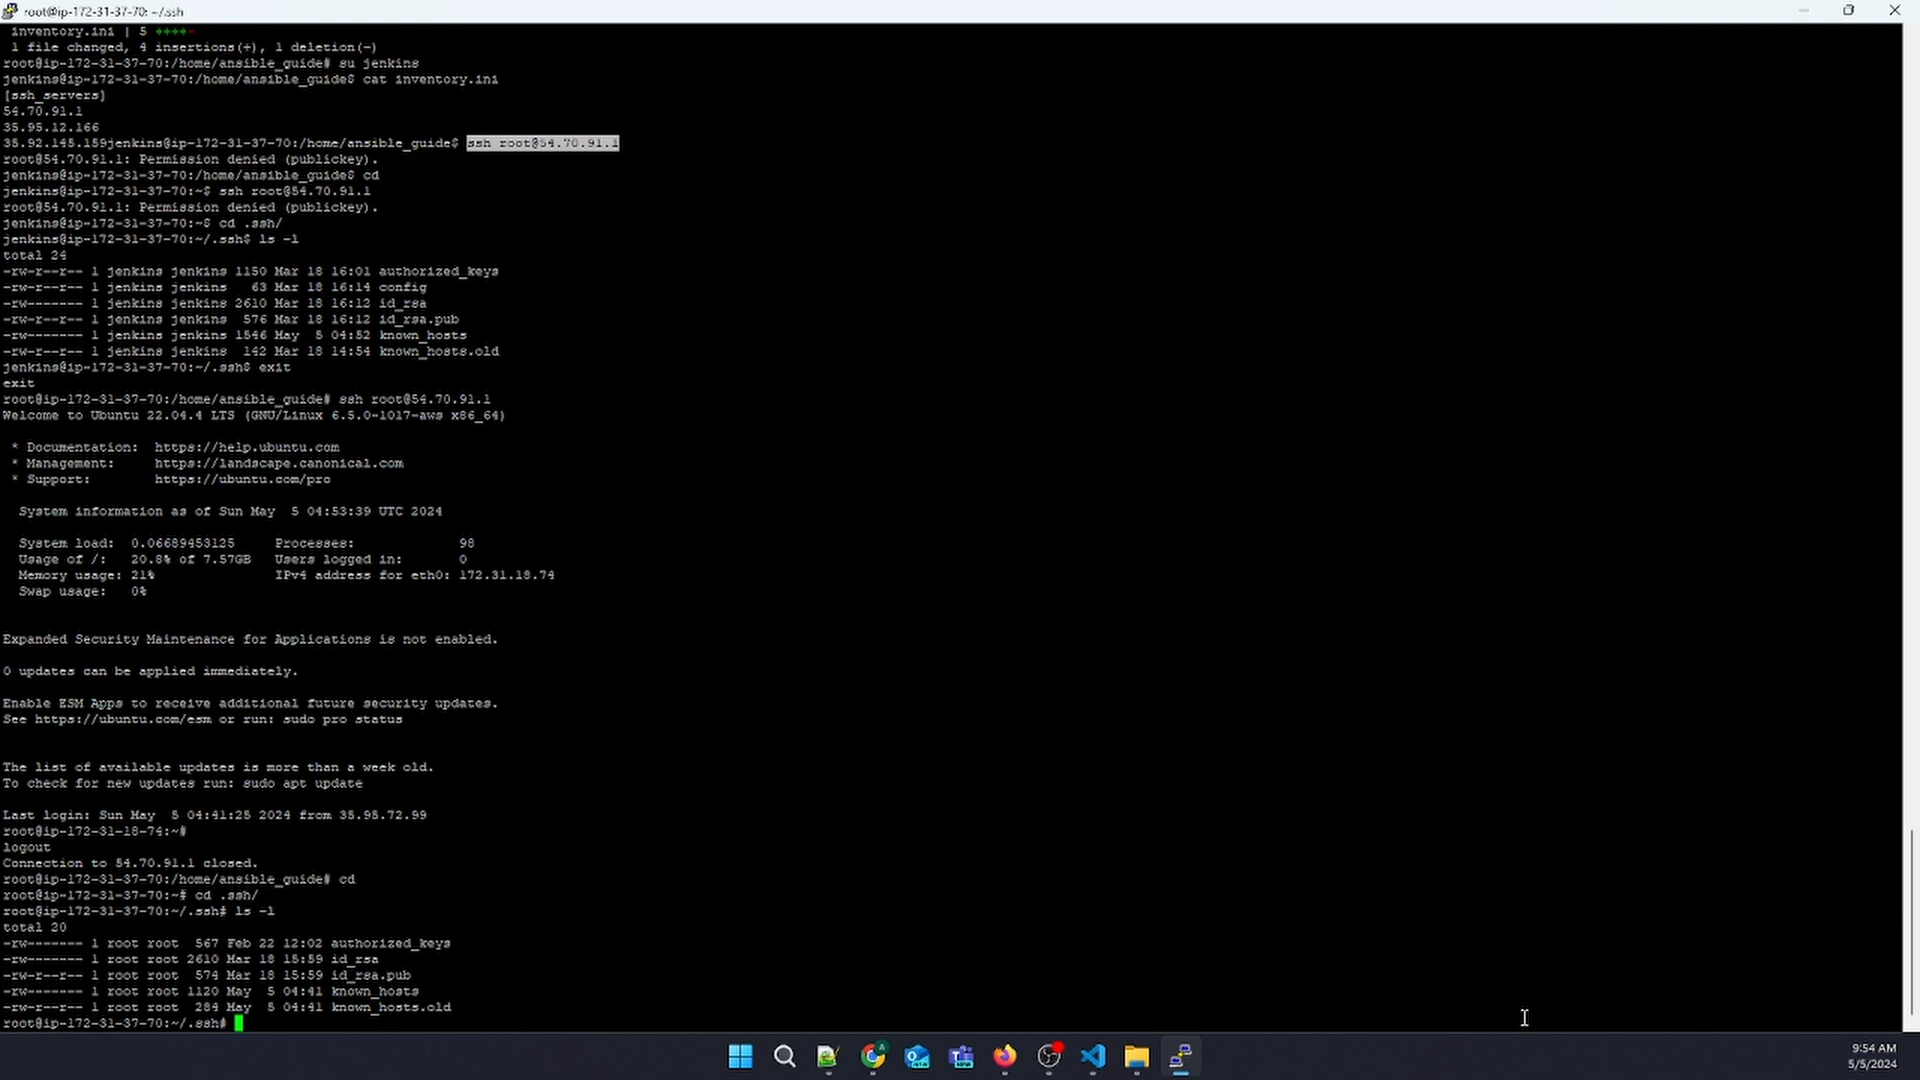 root@ip-172-31-37-70: ~/.ssh
inventory.ini | 5 ++++-
1 file changed, 4 insertions(+), 1 deletion(-)
root@ip-172-31-37-70:/home/ansible_guide# su jenkins
jenkins@ip-172-31-37-70:/home/ansible_guide$ cat inventory.ini
[ssh_servers]
54.70.91.1
35.95.12.166
35.92.145.159jenkins@ip-172-31-37-70:/home/ansible_guide$ ssh root@54.70.91.1
root@54.70.91.1: Permission denied (publickey).
jenkins@ip-172-31-37-70:/home/ansible_guide$ cd
jenkins@ip-172-31-37-70:~$ ssh root@54.70.91.1
root@54.70.91.1: Permission denied (publickey).
jenkins@ip-172-31-37-70:~$ cd .ssh/
jenkins@ip-172-31-37-70:~/.ssh$ ls -l
total 24
-rw-r--r-- 1 jenkins jenkins 1150 Mar 18 16:01 authorized_keys
-rw-r--r-- 1 jenkins jenkins   63 Mar 18 16:14 config
-rw------- 1 jenkins jenkins 2610 Mar 18 16:12 id_rsa
-rw-r--r-- 1 jenkins jenkins  576 Mar 18 16:12 id_rsa.pub
-rw------- 1 jenkins jenkins 1546 May  5 04:52 known_hosts
-rw-r--r-- 1 jenkins jenkins  142 Mar 18 14:54 known_hosts.old
jenkins@ip-172-31-37-70:~/.ssh$ exit
exit
root@ip-172-31-37-70:/home/ansible_guide# ssh root@54.70.91.1
Welcome to Ubuntu 22.04.4 LTS (GNU/Linux 6.5.0-1017-aws x86_64)
* Documentation:  https://help.ubuntu.com
* Management:     https://landscape.canonical.com
* Support:        https://ubuntu.com/pro
System information as of Sun May  5 04:53:39 UTC 2024
System load:  0.06689453125     Processes:             98
Usage of /:   20.8% of 7.57GB   Users logged in:       0
Memory usage: 21%               IPv4 address for eth0: 172.31.18.74
Swap usage:   0%
Expanded Security Maintenance for Applications is not enabled.
0 updates can be applied immediately.
Enable ESM Apps to receive additional future security updates.
See https://ubuntu.com/esm or run: sudo pro status
The list of available updates is more than a week old.
To check for new updates run: sudo apt update
Last login: Sun May  5 04:41:25 2024 from 35.95.72.99
root@ip-172-31-18-74:~#
logout
Connection to 54.70.91.1 closed.
root@ip-172-31-37-70:/home/ansible_guide# cd
root@ip-172-31-37-70:~# cd .ssh/
root@ip-172-31-37-70:~/.ssh# ls -l
total 20
-rw------- 1 root root  567 Feb 22 12:02 authorized_keys
-rw------- 1 root root 2610 Mar 18 15:59 id_rsa
-rw-r--r-- 1 root root  574 Mar 18 15:59 id_rsa.pub
-rw------- 1 root root 1120 May  5 04:41 known_hosts
-rw-r--r-- 1 root root  284 May  5 04:41 known_hosts.old
root@ip-172-31-37-70:~/.ssh#
9:54 AM
5/5/2024